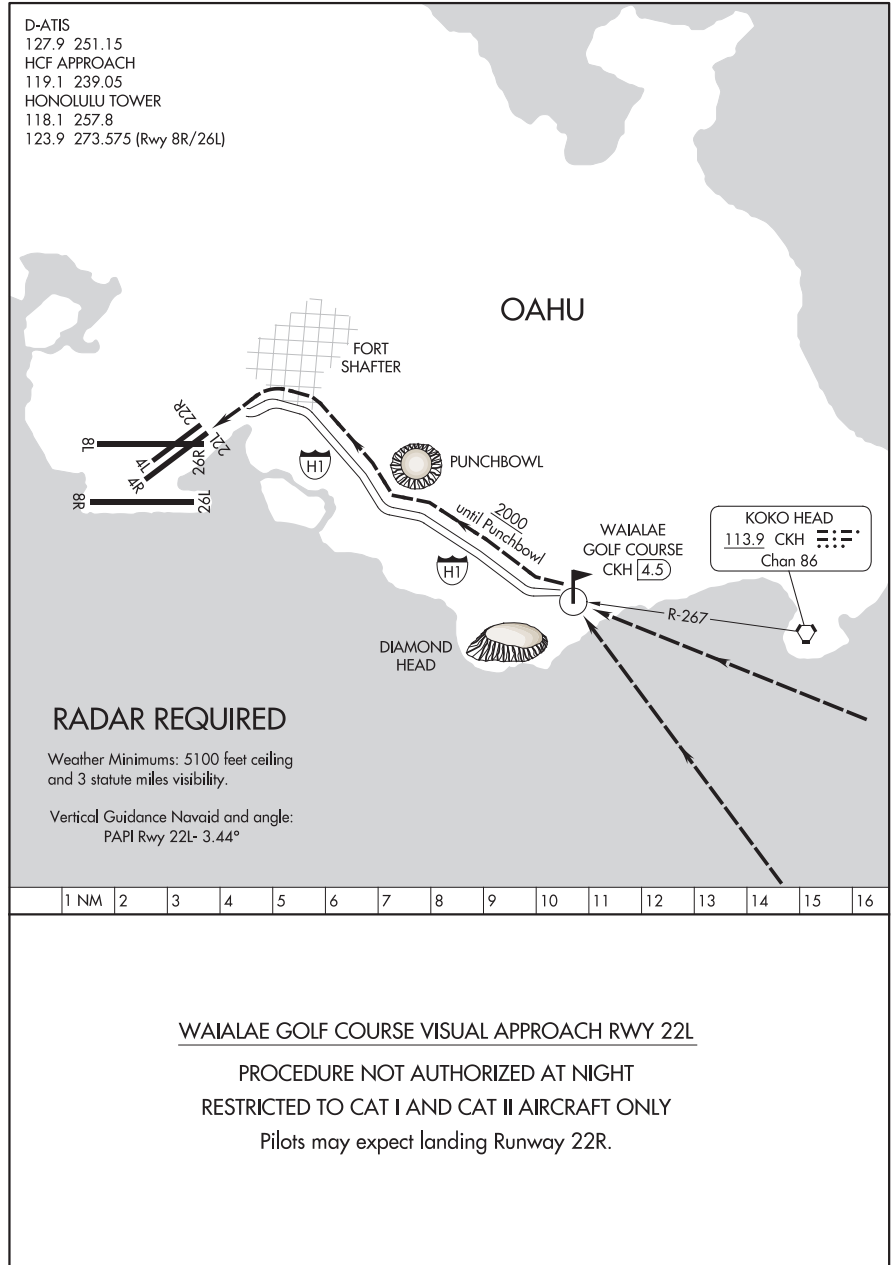 D-ATIS
127.9 251.15
HCF APPROACH
119.1 239.05
HONOLULU TOWER
118.1 257.8
123.9 273.575 (Rwy 8R/26L)
OAHU
FORT
SHAFTER
22R
22L
8L
4L
26R
4R
8R
26L
H1
PUNCHBOWL
2000
until Punchbowl
WAIALAE
GOLF COURSE
CKH 4.5
KOKO HEAD
113.9 CKH
Chan 86
H1
R-267
DIAMOND
HEAD
RADAR REQUIRED
Weather Minimums: 5100 feet ceiling
and 3 statute miles visibility.
Vertical Guidance Navaid and angle:
PAPI Rwy 22L- 3.44°
1 NM 2 3 4 5 6 7 8 9 10 11 12 13 14 15 16
WAIALAE GOLF COURSE VISUAL APPROACH RWY 22L
PROCEDURE NOT AUTHORIZED AT NIGHT
RESTRICTED TO CAT I AND CAT II AIRCRAFT ONLY
Pilots may expect landing Runway 22R.